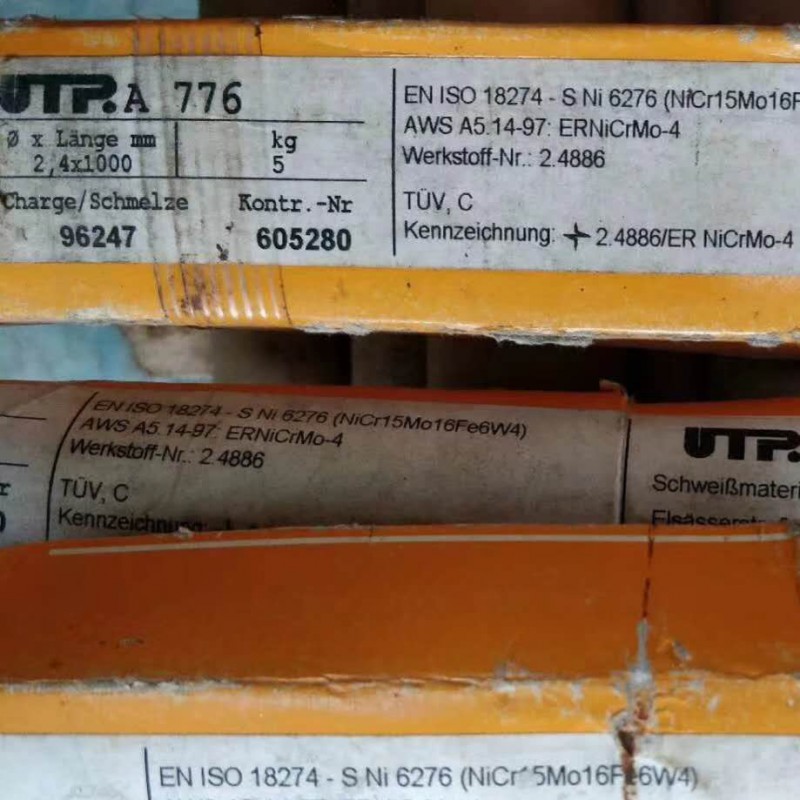 UTP. A 776
Ø x Länge mm kg
2,4x1000 5
Charge/Schmelze Kontr.-Nr
96247 605280
EN ISO 18274 - S Ni 6276 (NiCr15Mo16F
AWS A5.14-97: ERNiCrMo-4
Werkstoff-Nr.: 2.4886
TÜV, C
Kennzeichnung: 2.4886/ER NiCrMo-4
EN ISO 18274 - S Ni 6276 (NiCr15Mo16Fe6W4)
AWS A5.14-97: ERNiCrMo-4
Werkstoff-Nr.: 2.4886
TÜV, C
Kennzeichnung:
UTP.
Schweißmateri
EN ISO 18274 - S Ni 6276 (NiCr15Mo16Fe6W4)